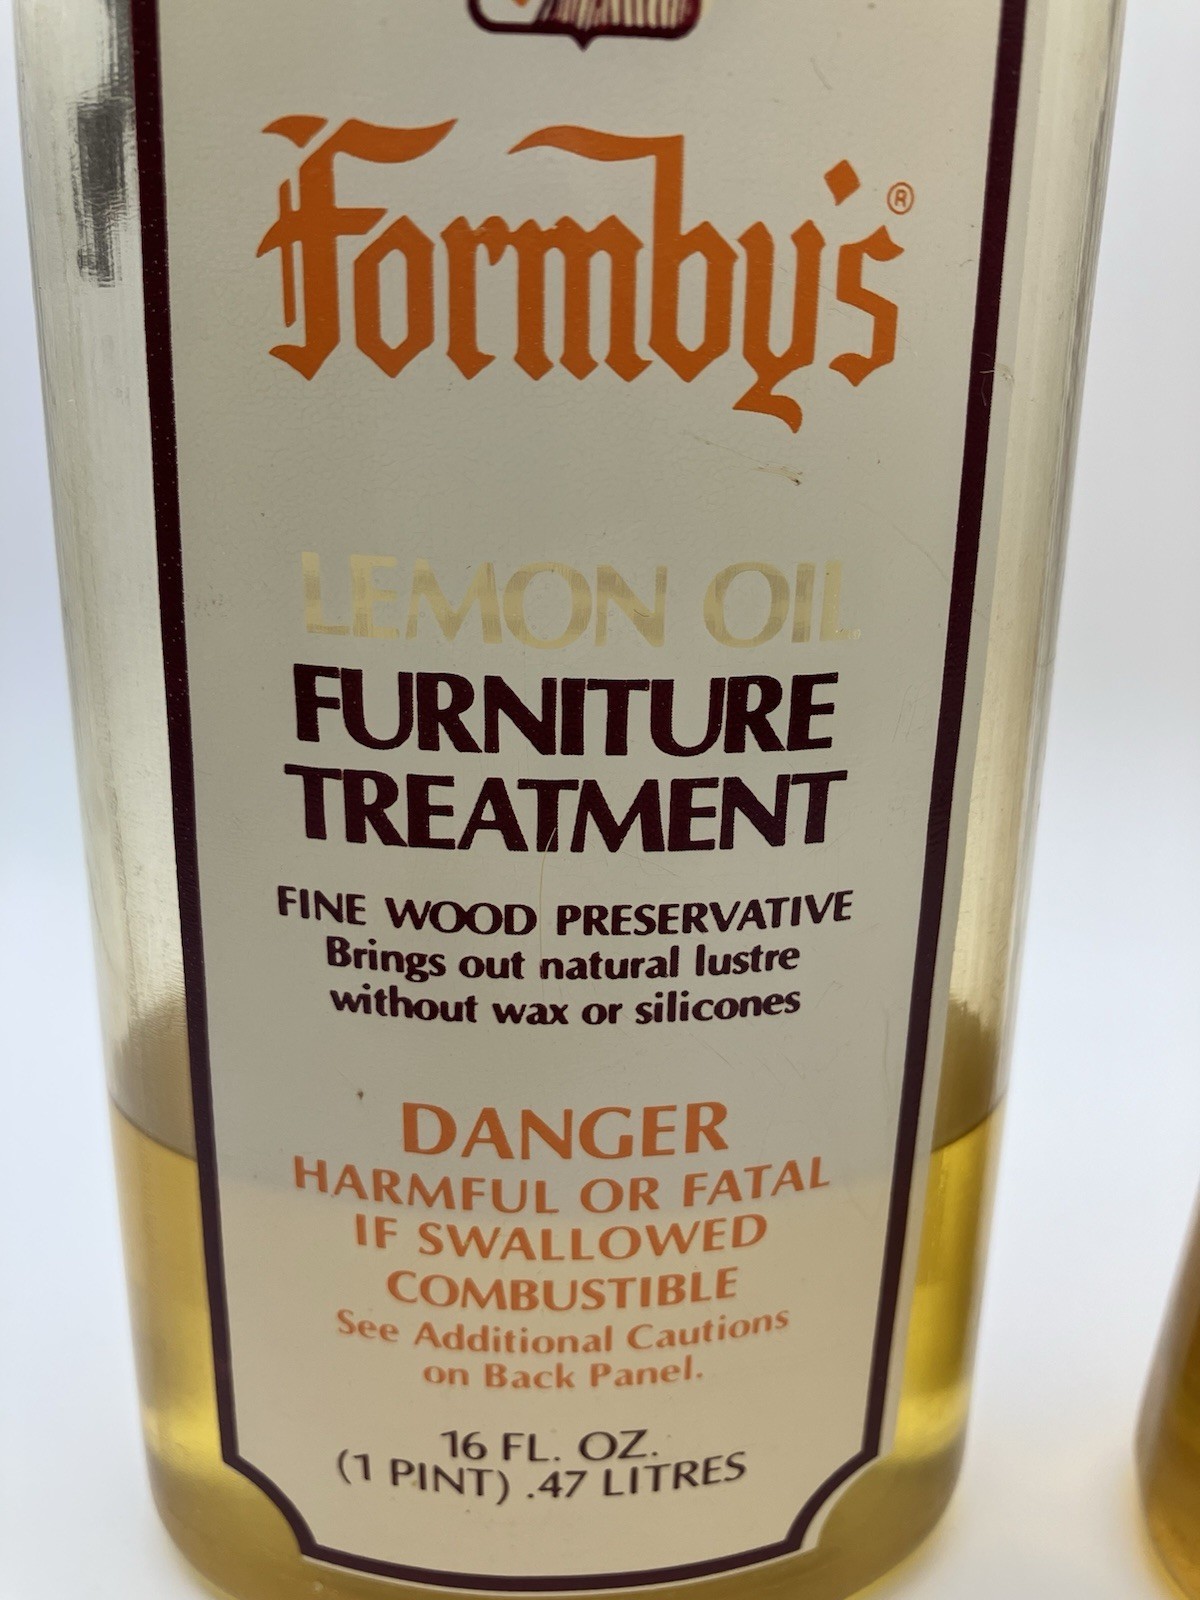 Formby's®
LEMON OIL
FURNITURE
TREATMENT
FINE WOOD PRESERVATIVE
Brings out natural lustre
without wax or silicones
DANGER
HARMFUL OR FATAL
IF SWALLOWED
COMBUSTIBLE
See Additional Cautions
on Back Panel.
16 FL. OZ.
(1 PINT) .47 LITRES